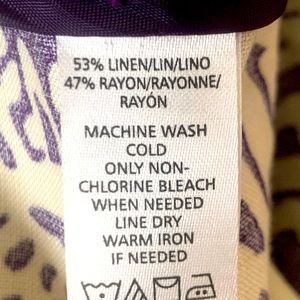 53% LINEN/LIN/LINO
47% RAYON/RAYONNE/
RAYÓN
MACHINE WASH
COLD
ONLY NON-
CHLORINE BLEACH
WHEN NEEDED
LINE DRY
WARM IRON
IF NEEDED